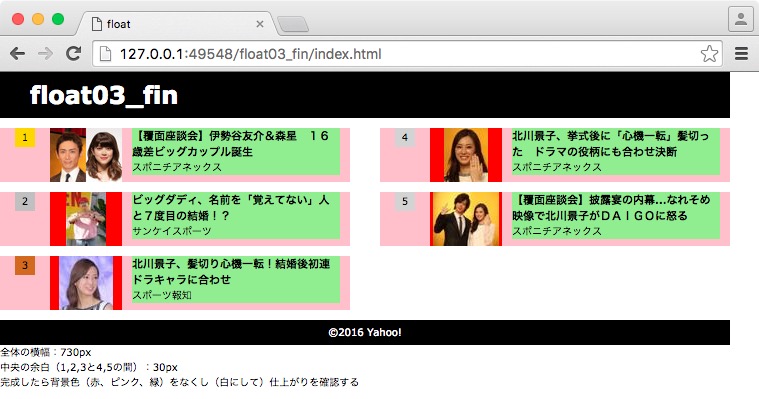 float
127.0.0.1:49548/float03_fin/index.html
float03_fin
1
【覆面座談会】伊勢谷友介＆森星　１６
歳差ビッグカップル誕生
スポニチアネックス
2
ビッグダディ、名前を「覚えてない」人
と７度目の結婚！？
サンケイスポーツ
3
北川景子、髪切り心機一転！結婚後初連
ドラキャラに合わせ
スポーツ報知
4
北川景子、挙式後に「心機一転」髪切っ
た　ドラマの役柄にも合わせ決断
スポニチアネックス
5
【覆面座談会】披露宴の内幕…なれそめ
映像で北川景子がＤＡＩＧＯに怒る
スポニチアネックス
©2016 Yahoo!
全体の横幅：730px
中央の余白（1,2,3と4,5の間）：30px
完成したら背景色（赤、ピンク、緑）をなくし（白にして）仕上がりを確認する